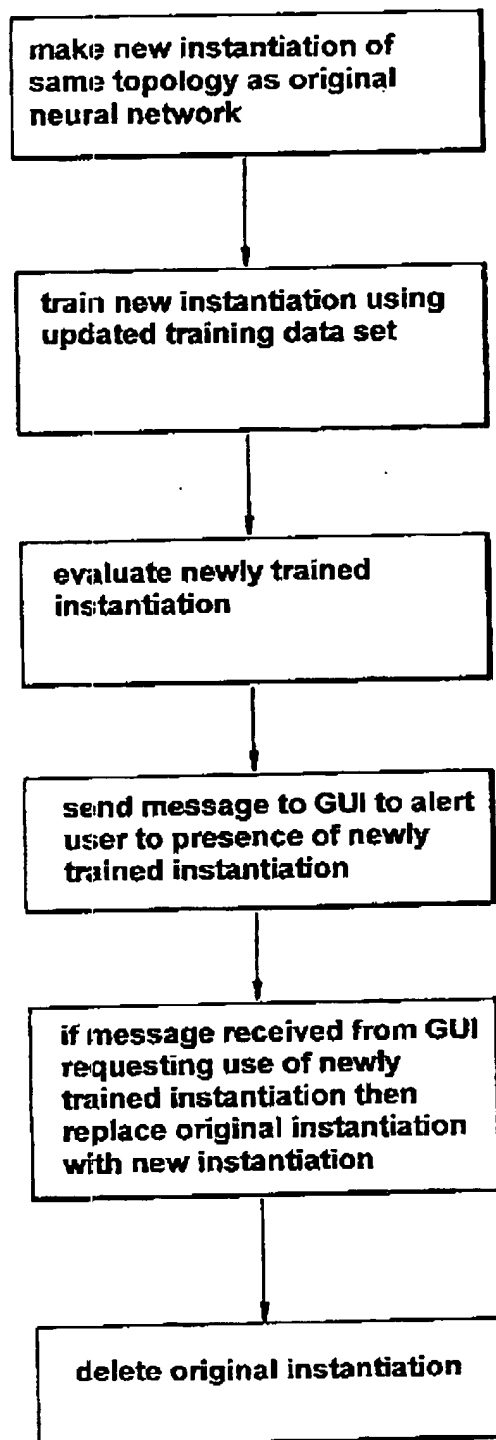 make new instantiation of
same topology as original
neural network
train new instantiation using
updated training data set
evaluate newly trained
instantiation
send message to GUI to alert
user to presence of newly
trained instantiation
if message received from GUI
requesting use of newly
trained instantiation then
replace original instantiation
with new instantiation
delete original instantiation